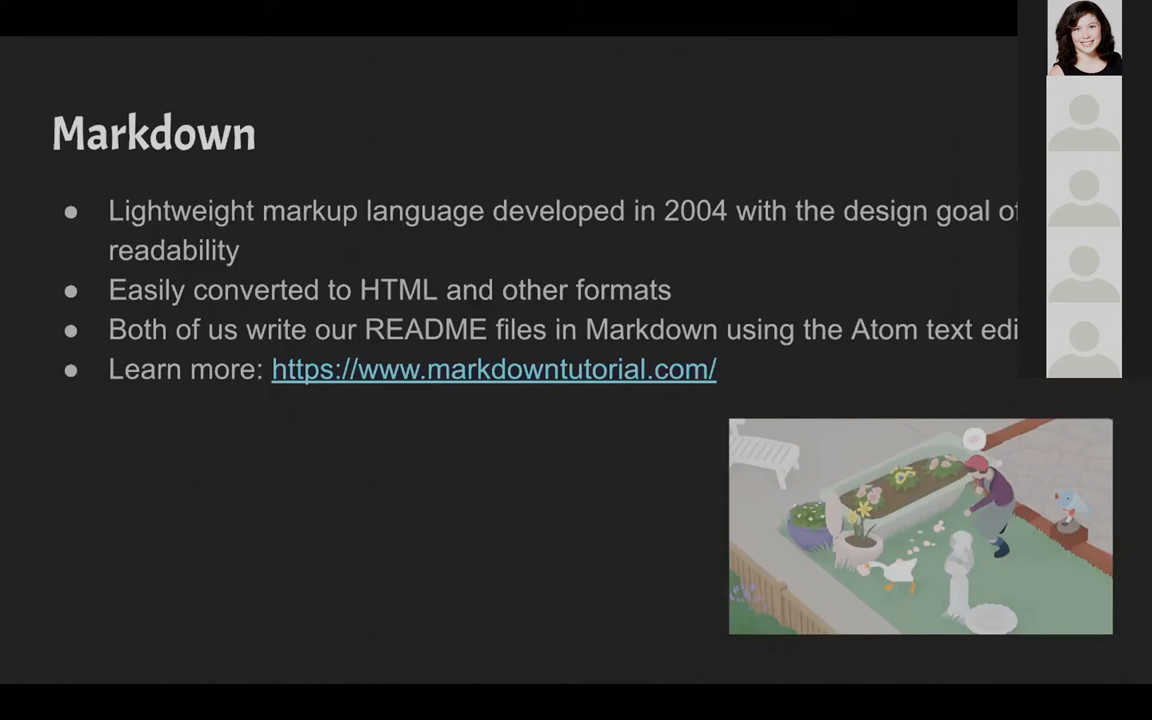 Markdown
● Lightweight markup language developed in 2004 with the design goal of
readability
● Easily converted to HTML and other formats
● Both of us write our README files in Markdown using the Atom text edi
● Learn more: https://www.markdowntutorial.com/